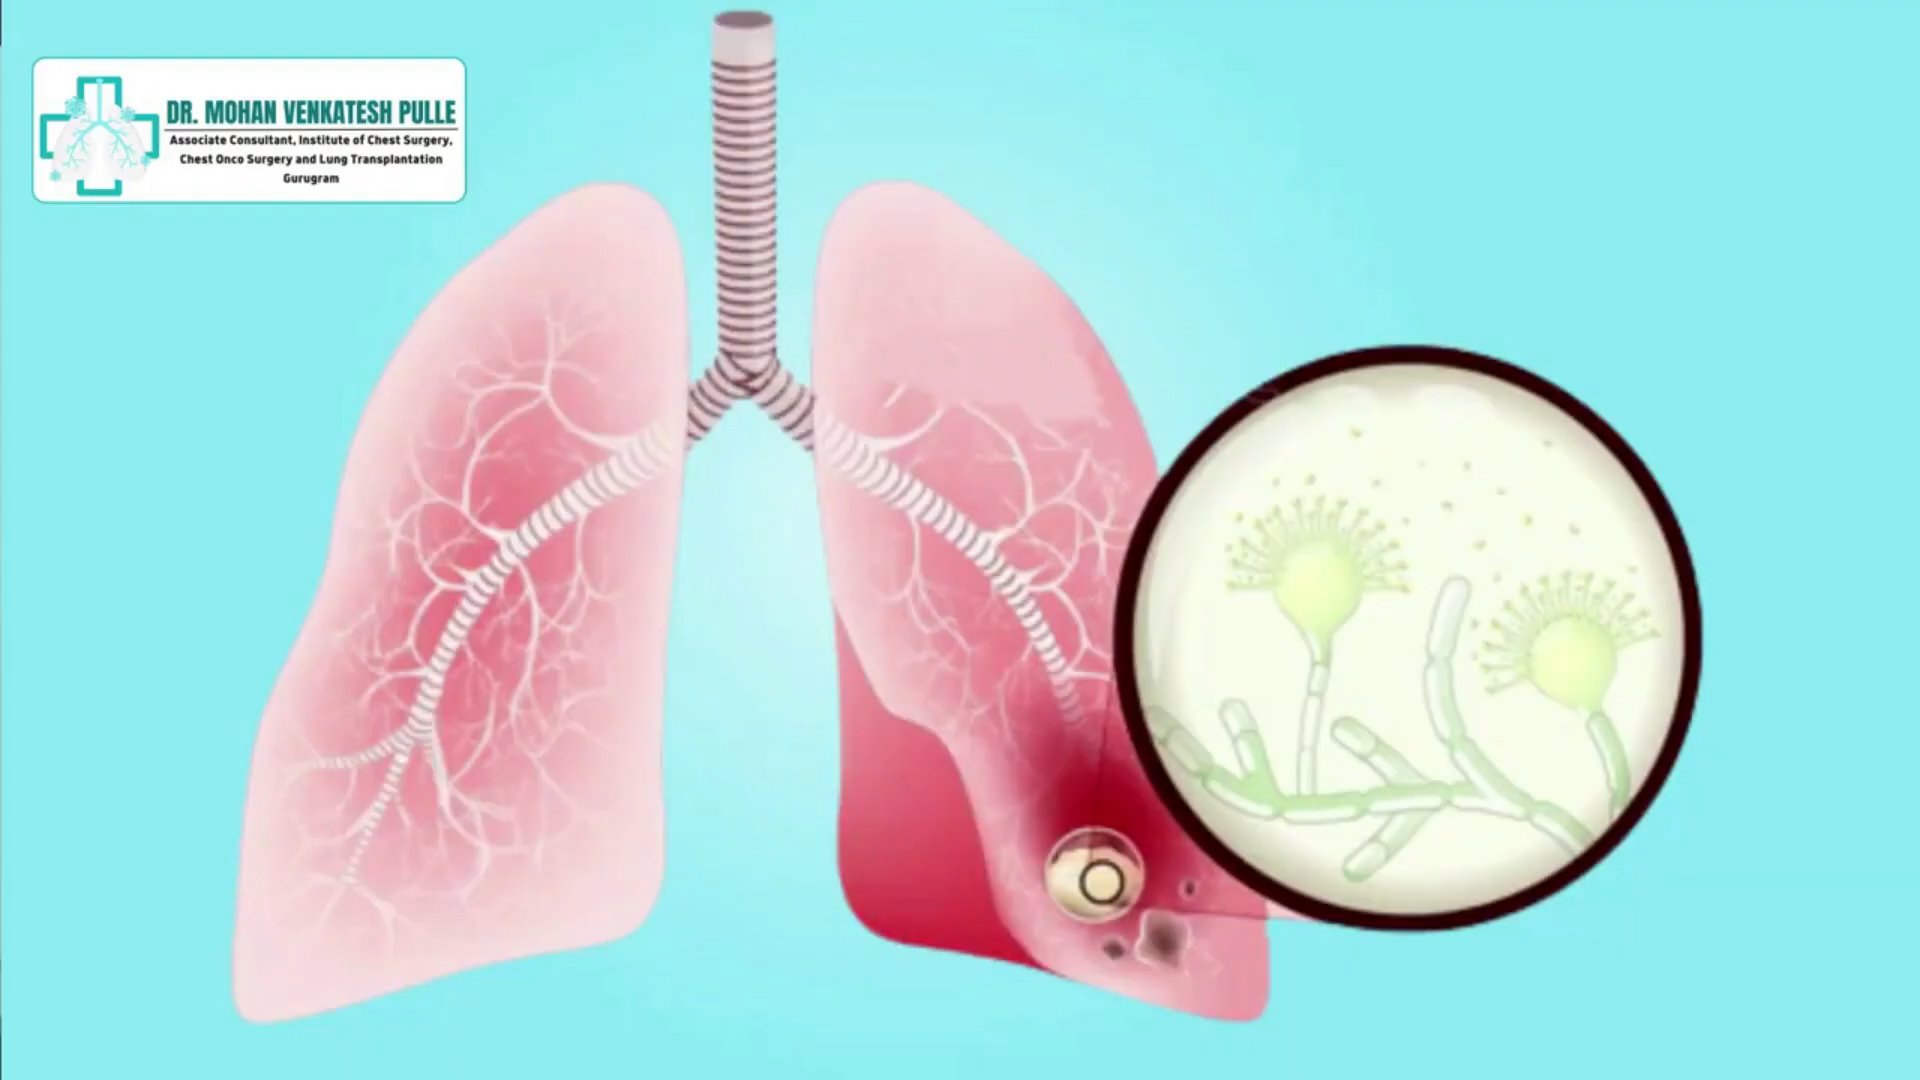 DR. MOHAN VENKATESH PULLE
Associate Consultant, Institute of Chest Surgery,
Chest Onco Surgery and Lung Transplantation
Gurugram